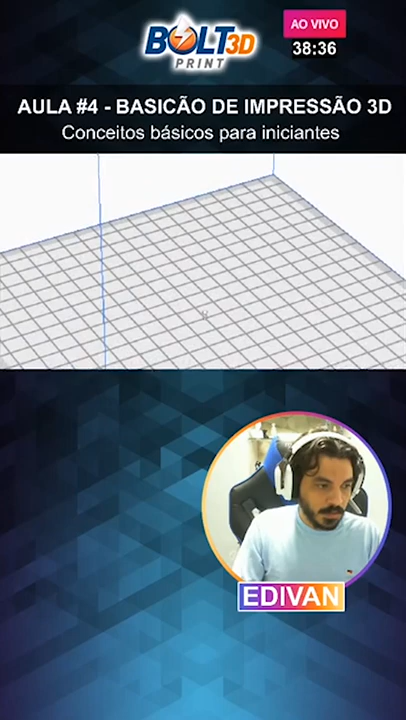 BOLT3D
PRINT
AO VIVO
38:36
AULA #4 - BASICÃO DE IMPRESSÃO 3D
Conceitos básicos para iniciantes
EDIVAN